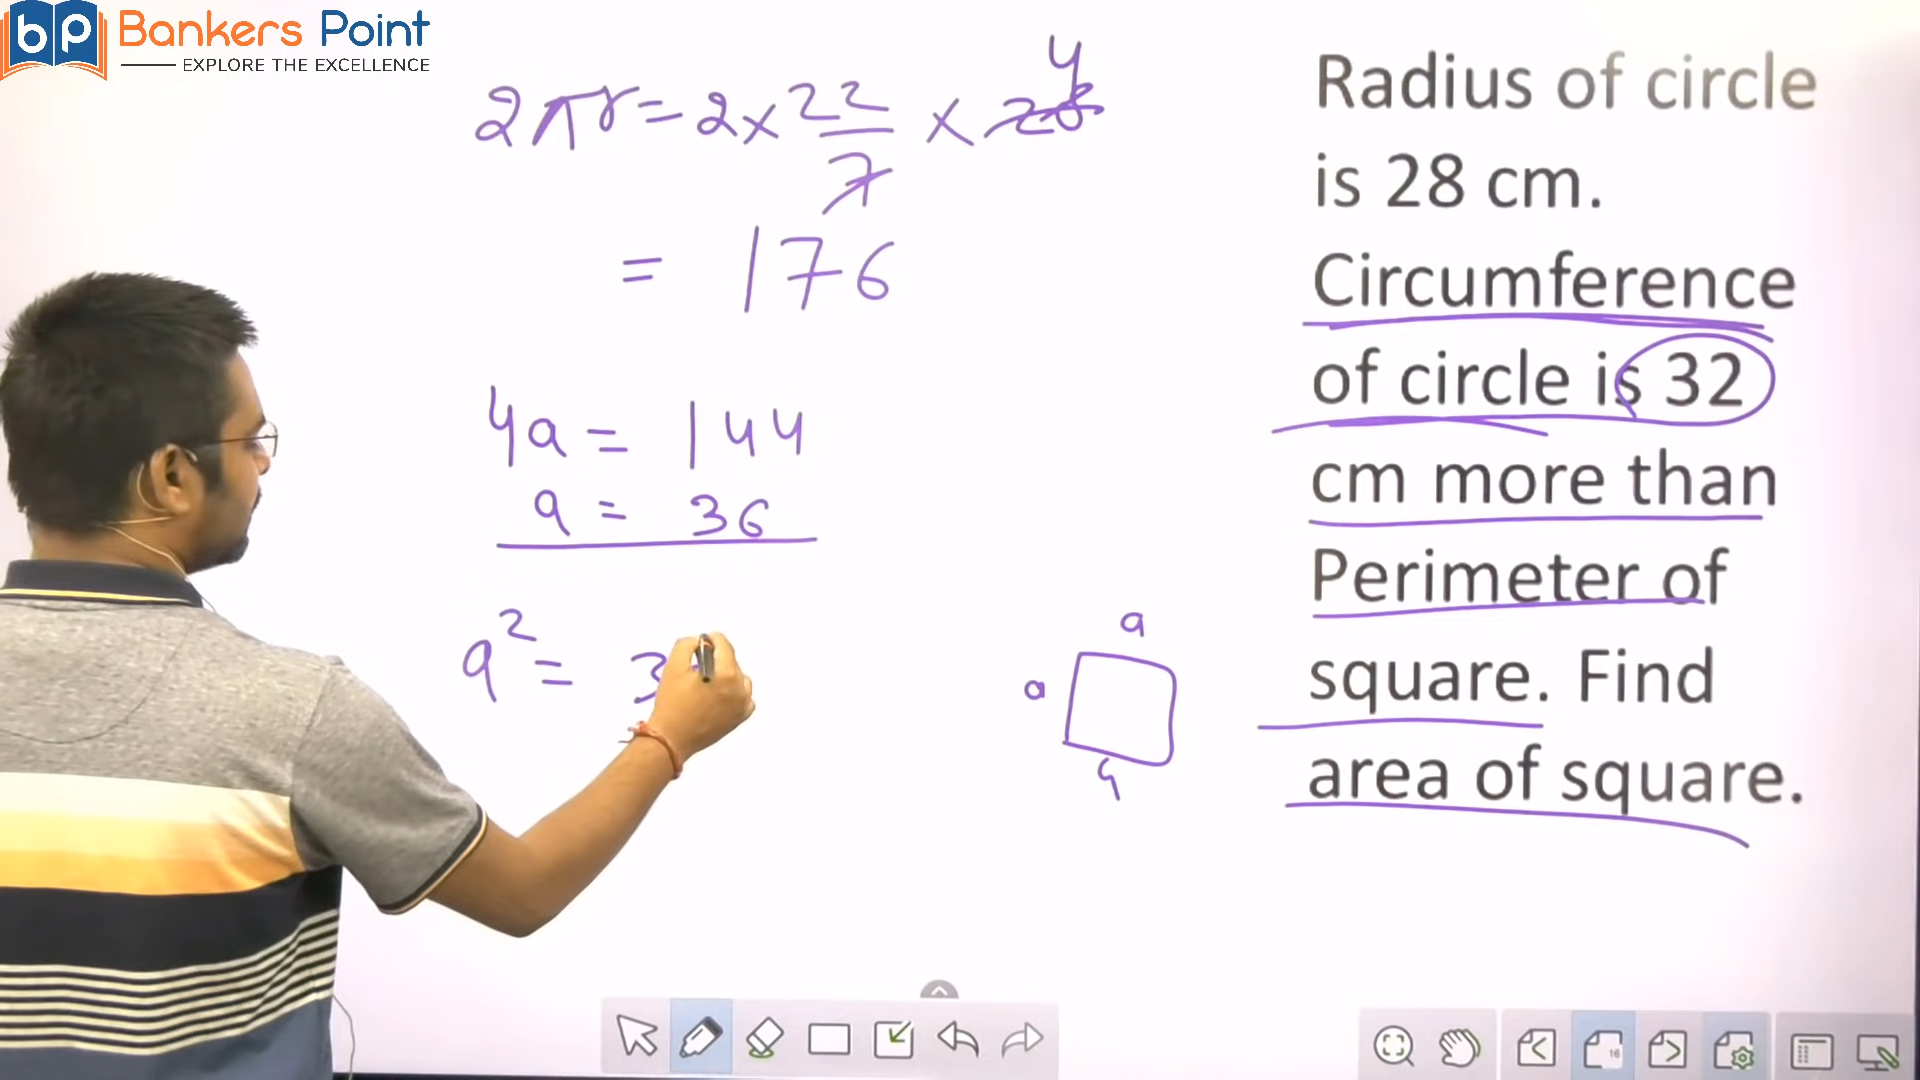 bp Bankers Point
EXPLORE THE EXCELLENCE
2πr = 2 × 22/7 × 28 4
= 176
4a = 144
a = 36
a² = 3
a
a
a
Radius of circle
is 28 cm.
Circumference
of circle is 32
cm more than
Perimeter of
square. Find
area of square.
16